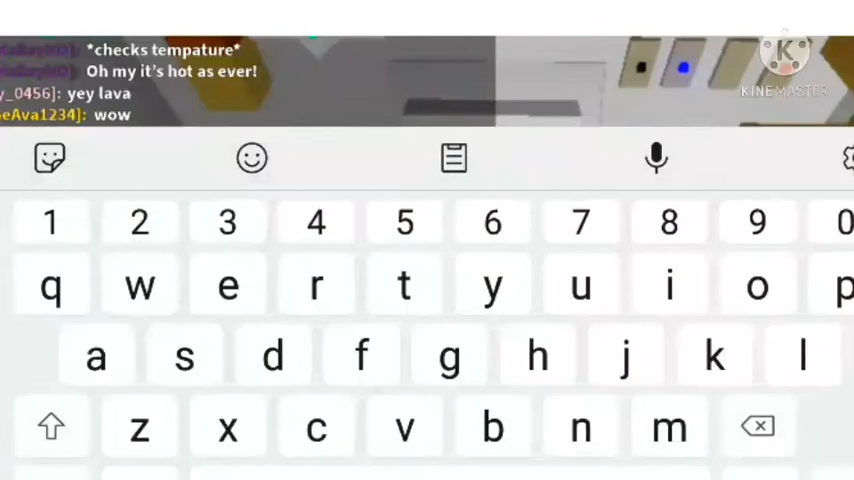 *checks tempature*
Oh my it's hot as ever!
y_0456]: yey lava
eAva1234]: wow
K
KINEMASTER
1 2 3 4 5 6 7 8 9 0
q w e r t y u i o p
a s d f g h j k l
z x c v b n m